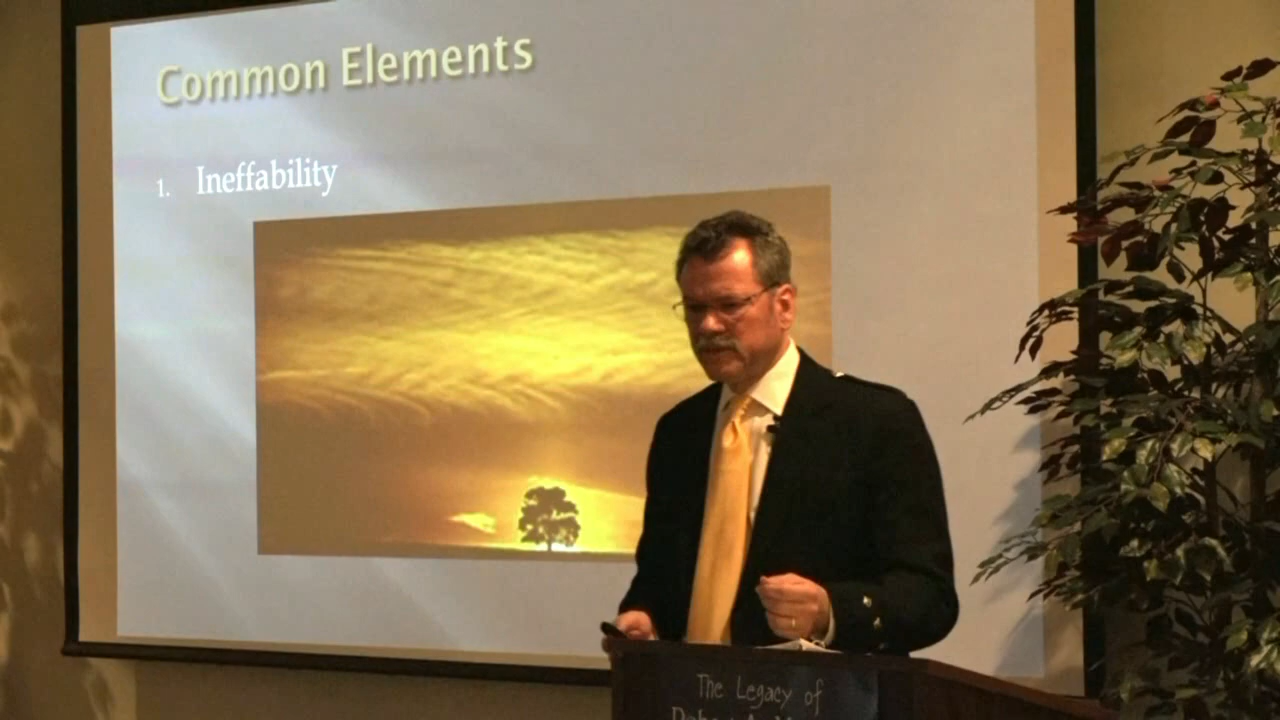 Common Elements
1. Ineffability
The Legacy of